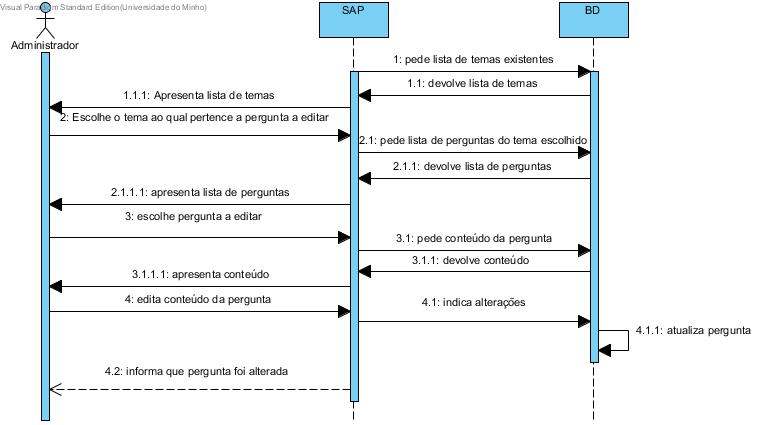 Visual Paradigm Standard Edition(Universidade do Minho)
SAP
BD
Administrador
1: pede lista de temas existentes
1.1: devolve lista de temas
1.1.1: Apresenta lista de temas
2: Escolhe o tema ao qual pertence a pergunta a editar
2.1: pede lista de perguntas do tema escolhido
2.1.1: devolve lista de perguntas
2.1.1.1: apresenta lista de perguntas
3: escolhe pergunta a editar
3.1: pede conteúdo da pergunta
3.1.1: devolve conteúdo
3.1.1.1: apresenta conteúdo
4: edita conteúdo da pergunta
4.1: indica alterações
4.1.1: atualiza pergunta
4.2: informa que pergunta foi alterada